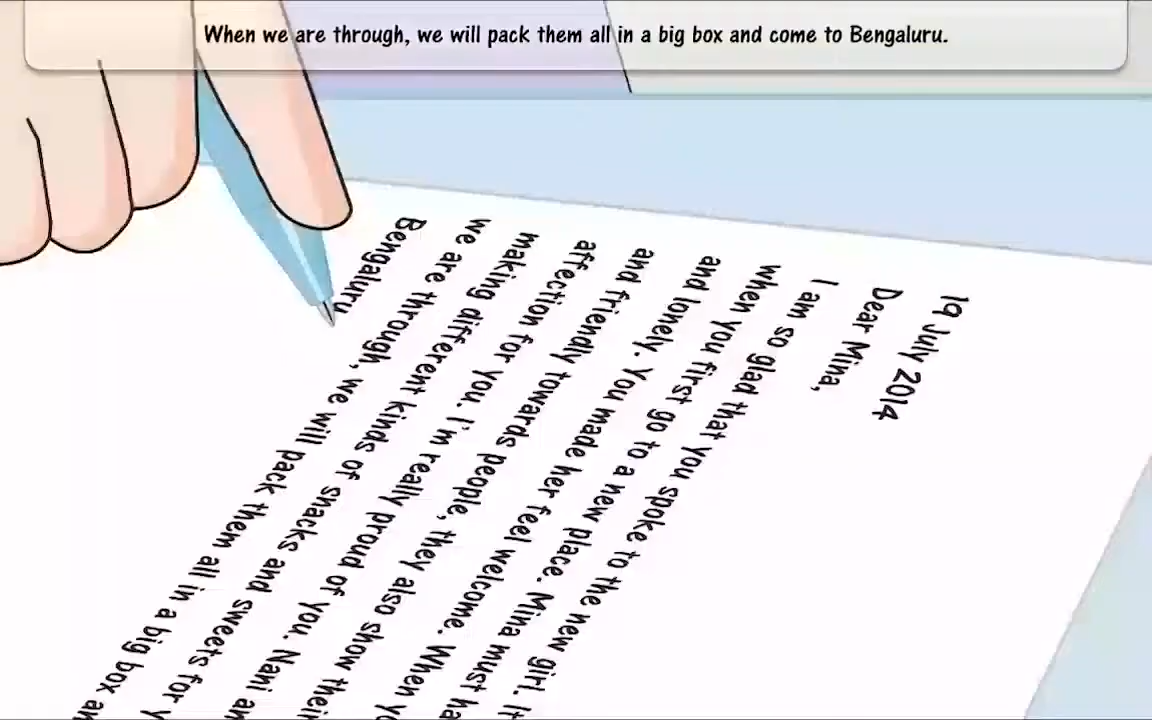 When we are through, we will pack them all in a big box and come to Bengaluru.
19 July 2014
Dear Mina,
I am so glad that you spoke to the new girl. It
when you first go to a new place. Mina must ha
and lonely. You made her feel welcome. When yo
and friendly towards people, they also show their
affection for you. I'm really proud of you. Nani an
making different kinds of snacks and sweets for y
we are through, we will pack them all in a big box an
Bengaluru